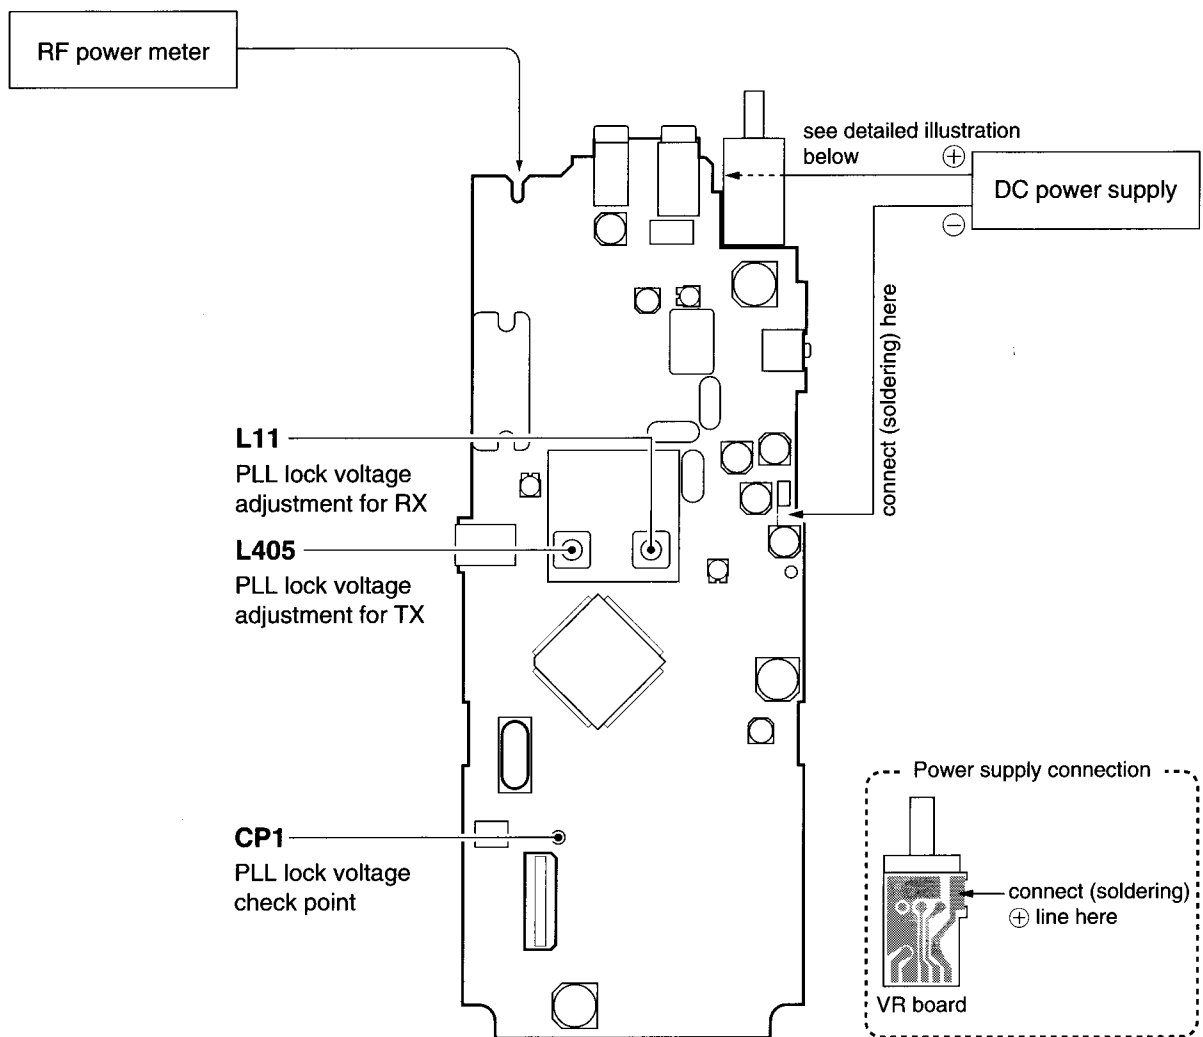 RF power meter
see detailed illustration
below
⊕
DC power supply
⊖
connect (soldering) here
L11
PLL lock voltage
adjustment for RX
L405
PLL lock voltage
adjustment for TX
CP1
PLL lock voltage
check point
Power supply connection
connect (soldering)
⊕ line here
VR board